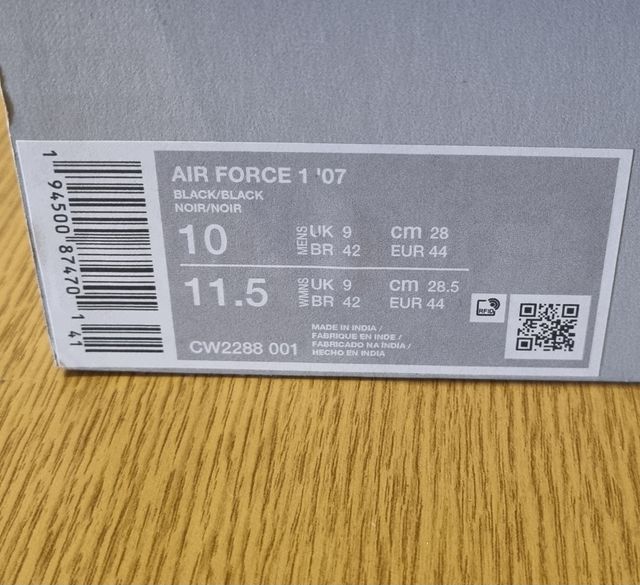 AIR FORCE 1 '07
BLACK/BLACK
NOIR/NOIR
10 MENS UK 9 cm 28
BR 42 EUR 44
11.5 WMNS UK 9 cm 28.5
BR 42 EUR 44
RFID
CW2288 001
MADE IN INDIA /
FABRIQUE EN INDE /
FABRICADO NA ÍNDIA /
HECHO EN INDIA
1 94500 87470 1 41